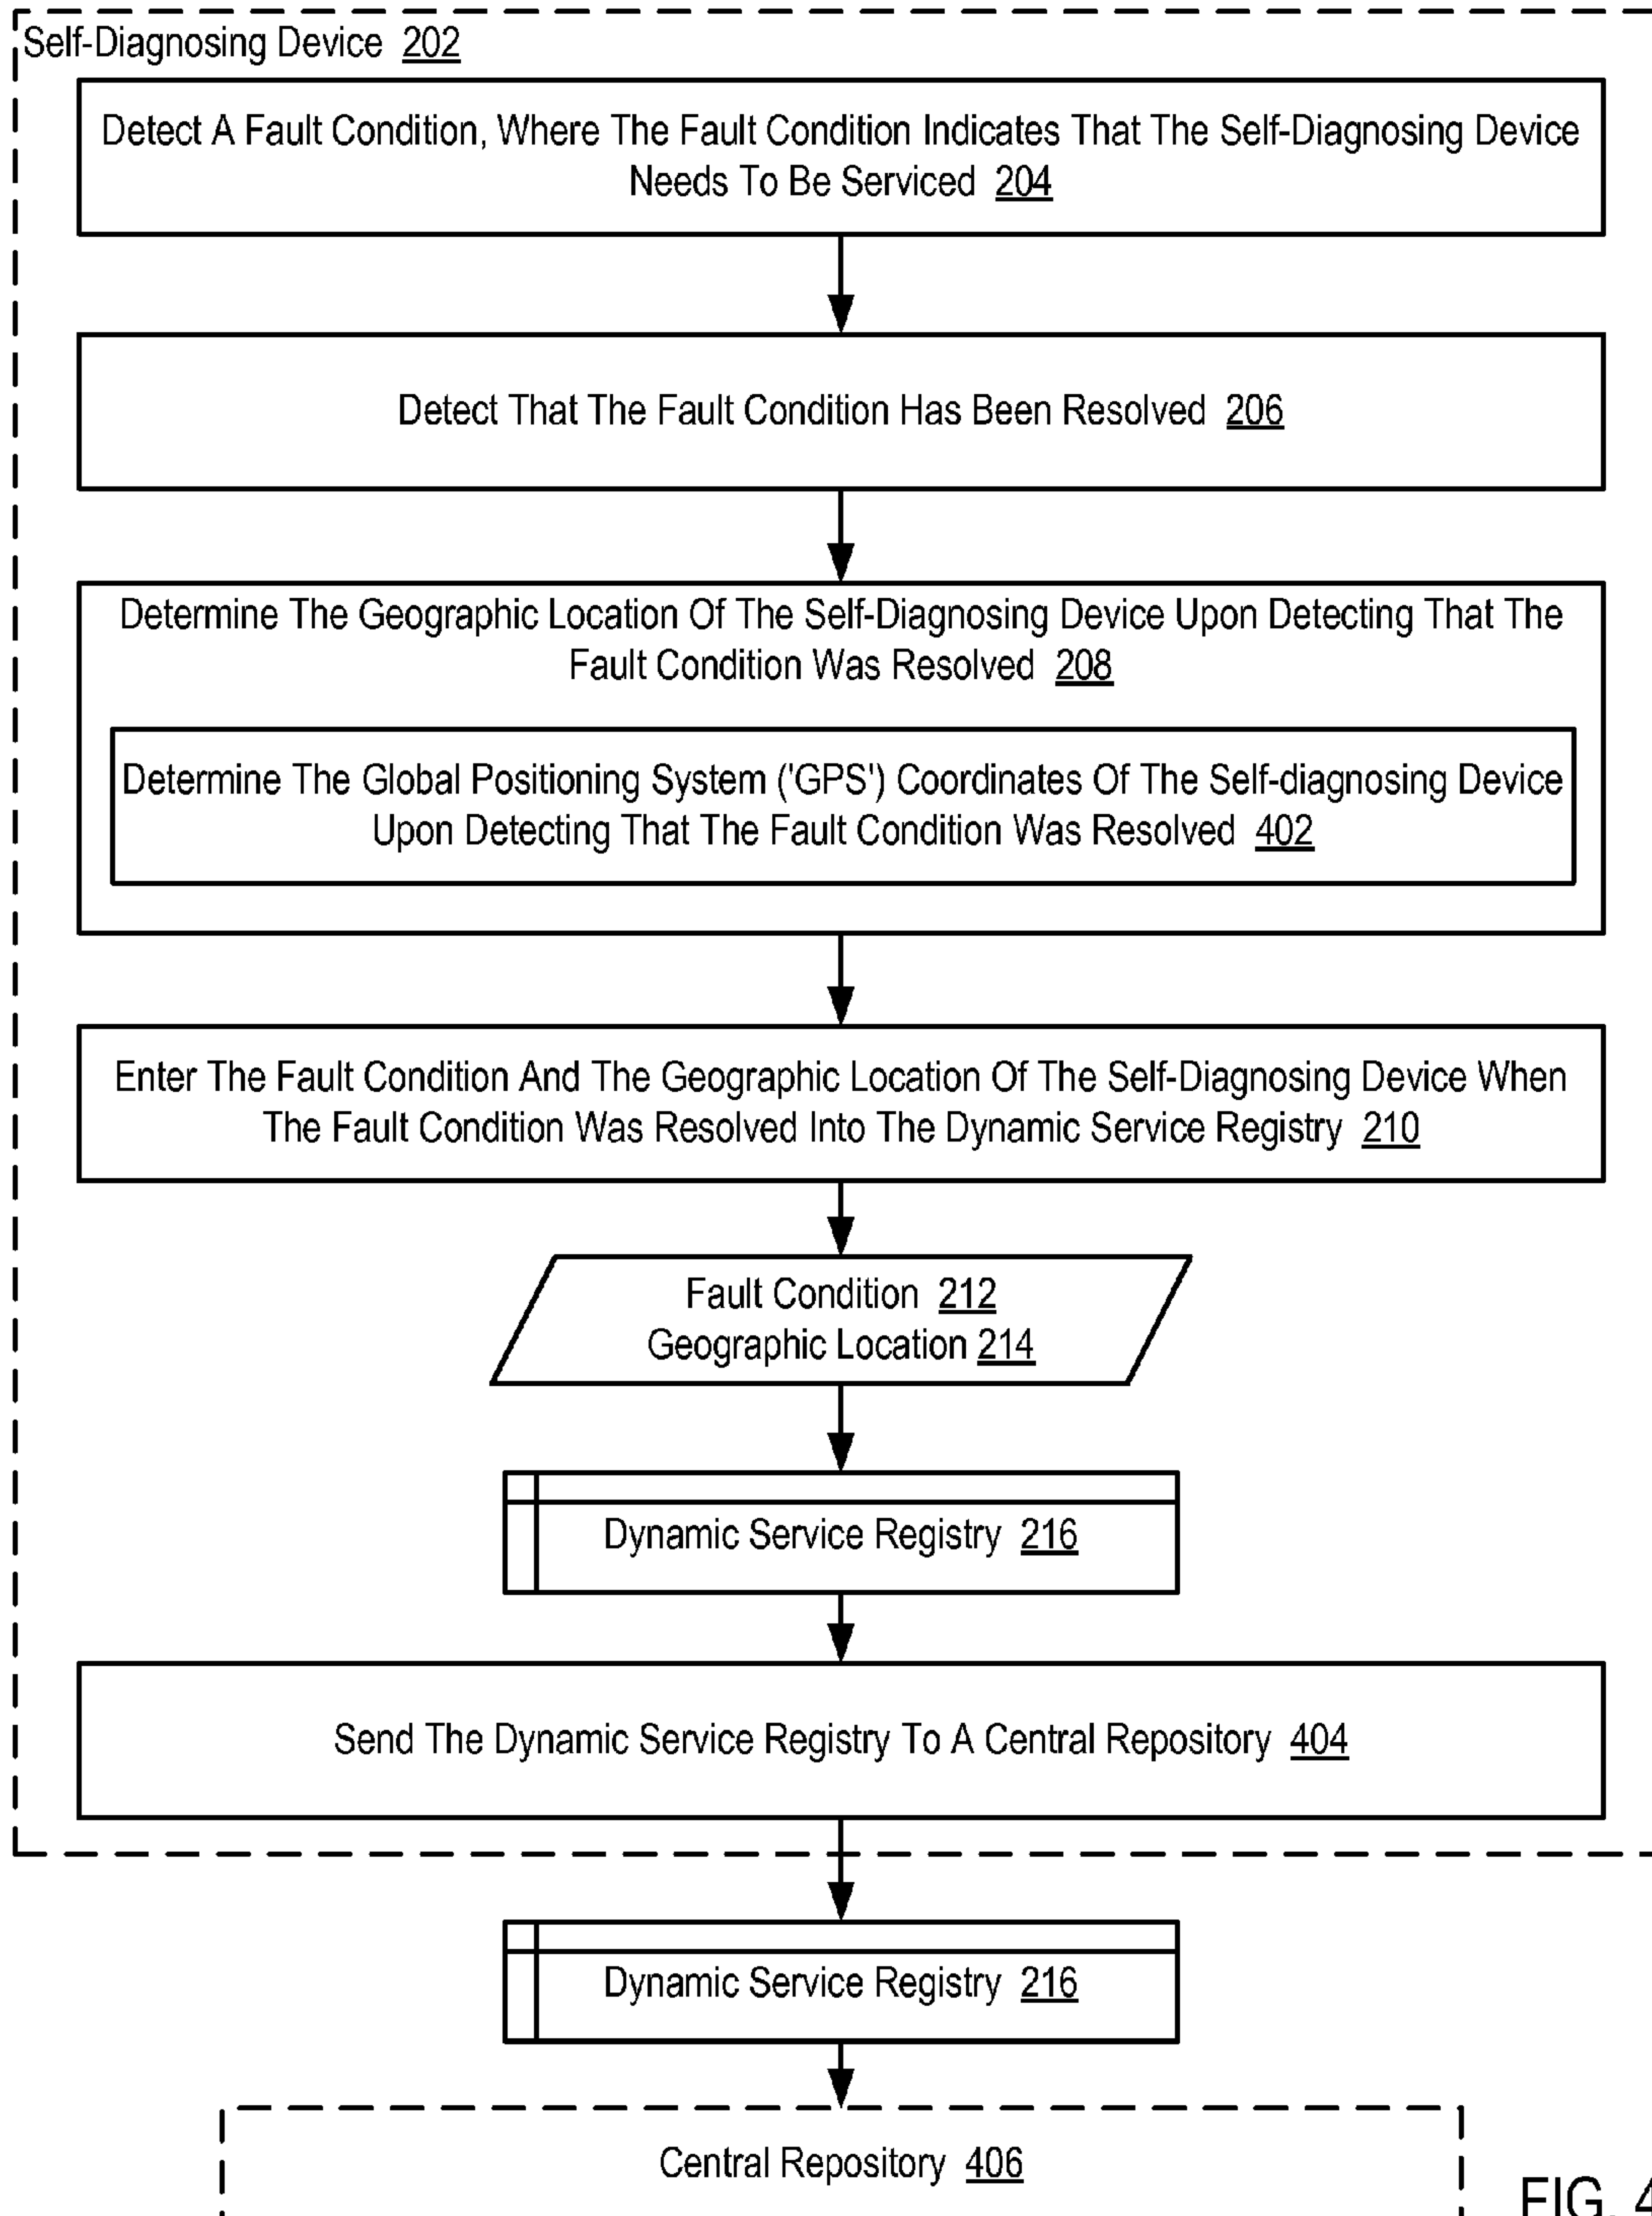 Self-Diagnosing Device 202
Detect A Fault Condition, Where The Fault Condition Indicates That The Self-Diagnosing Device
Needs To Be Serviced 204
Detect That The Fault Condition Has Been Resolved 206
Determine The Geographic Location Of The Self-Diagnosing Device Upon Detecting That The
Fault Condition Was Resolved 208
Determine The Global Positioning System ('GPS') Coordinates Of The Self-diagnosing Device
Upon Detecting That The Fault Condition Was Resolved 402
Enter The Fault Condition And The Geographic Location Of The Self-Diagnosing Device When
The Fault Condition Was Resolved Into The Dynamic Service Registry 210
Fault Condition 212
Geographic Location 214
Dynamic Service Registry 216
Send The Dynamic Service Registry To A Central Repository 404
Dynamic Service Registry 216
Central Repository 406
FIG. 4